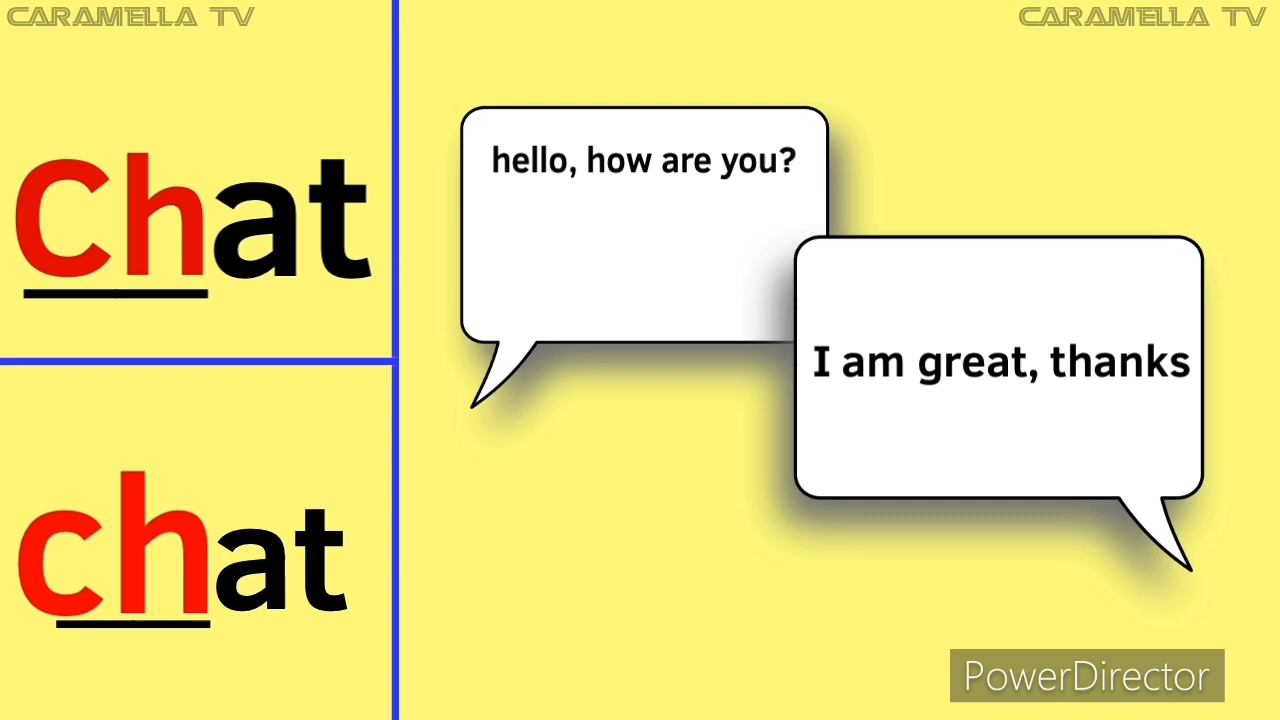 CARAMELLA TV
CARAMELLA TV
Chat
hello, how are you?
I am great, thanks
chat
PowerDirector